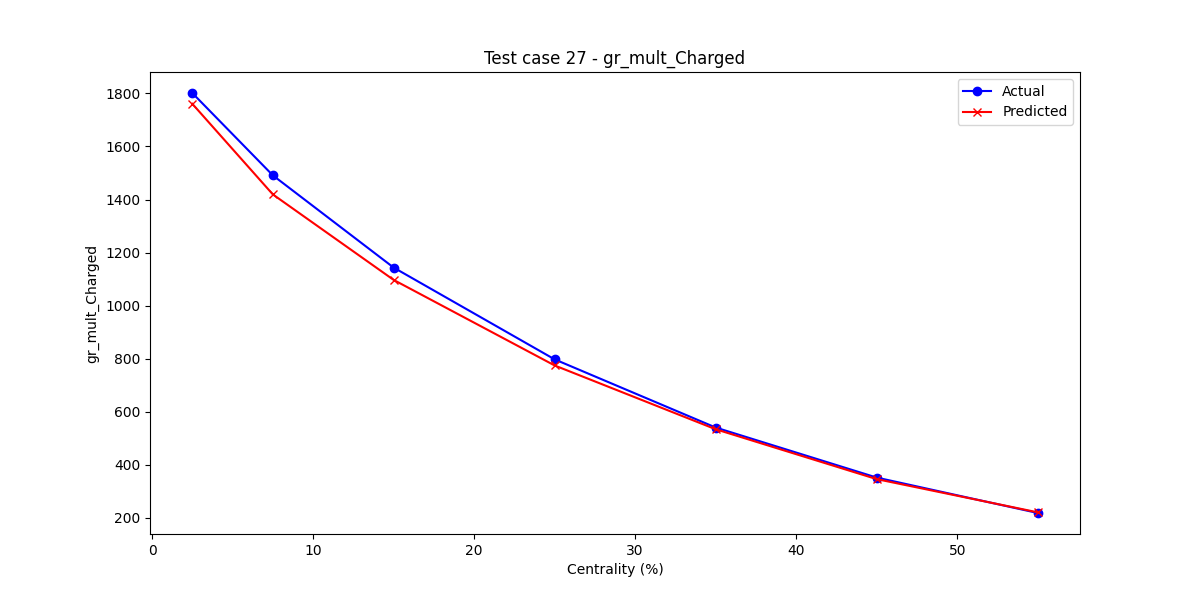 Test case 27 - gr_mult_Charged
Actual
Predicted
gr_mult_Charged
1800
1600
1400
1200
1000
800
600
400
200
0 10 20 30 40 50
Centrality (%)